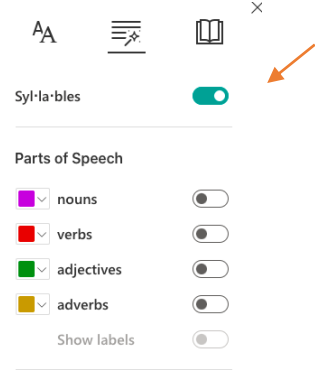 AA
Syl·la·bles
Parts of Speech
nouns
verbs
adjectives
adverbs
Show labels